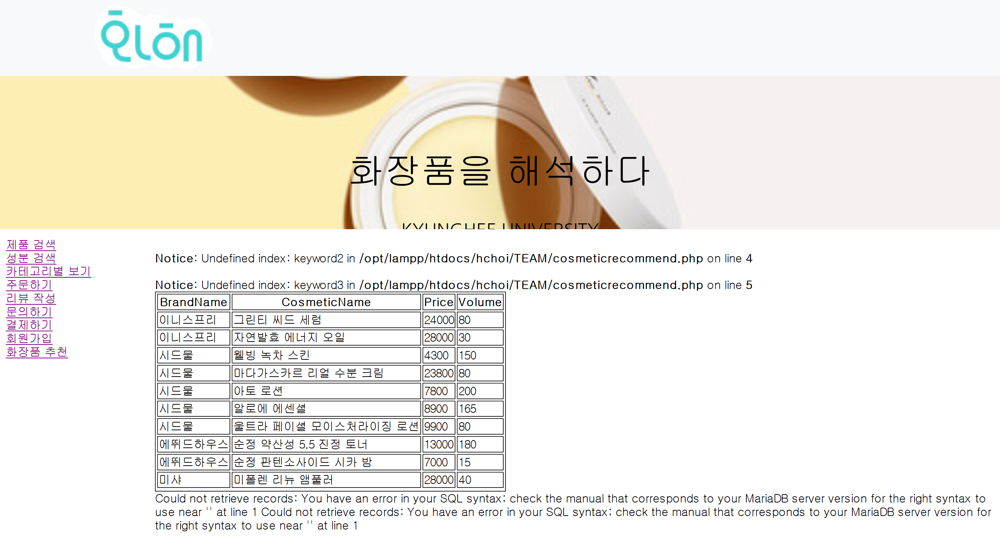 Qlōn
화장품을 해석하다
KYUNGHEE UNIVERSITY
제품 검색
성분 검색
카테고리별 보기
주문하기
리뷰 작성
문의하기
결제하기
회원가입
화장품 추천
Notice: Undefined index: keyword2 in /opt/lampp/htdocs/hchoi/TEAM/cosmeticrecommend.php on line 4
Notice: Undefined index: keyword3 in /opt/lampp/htdocs/hchoi/TEAM/cosmeticrecommend.php on line 5
BrandName CosmeticName Price Volume
이니스프리 그린티 씨드 세럼 24000 80
이니스프리 자연발효 에너지 오일 28000 30
시드물 웰빙 녹차 스킨 4300 150
시드물 마다가스카르 리얼 수분 크림 23800 80
시드물 아토 로션 7800 200
시드물 알로에 에센셜 8900 165
시드물 울트라 페이셜 모이스처라이징 로션 9900 80
에뛰드하우스 순정 약산성 5.5 진정 토너 13000 180
에뛰드하우스 순정 판텐소사이드 시카 밤 7000 15
미샤 미폴렌 리뉴 앰풀러 28000 40
Could not retrieve records: You have an error in your SQL syntax; check the manual that corresponds to your MariaDB server version for the right syntax to
use near '' at line 1 Could not retrieve records: You have an error in your SQL syntax; check the manual that corresponds to your MariaDB server version for
the right syntax to use near '' at line 1